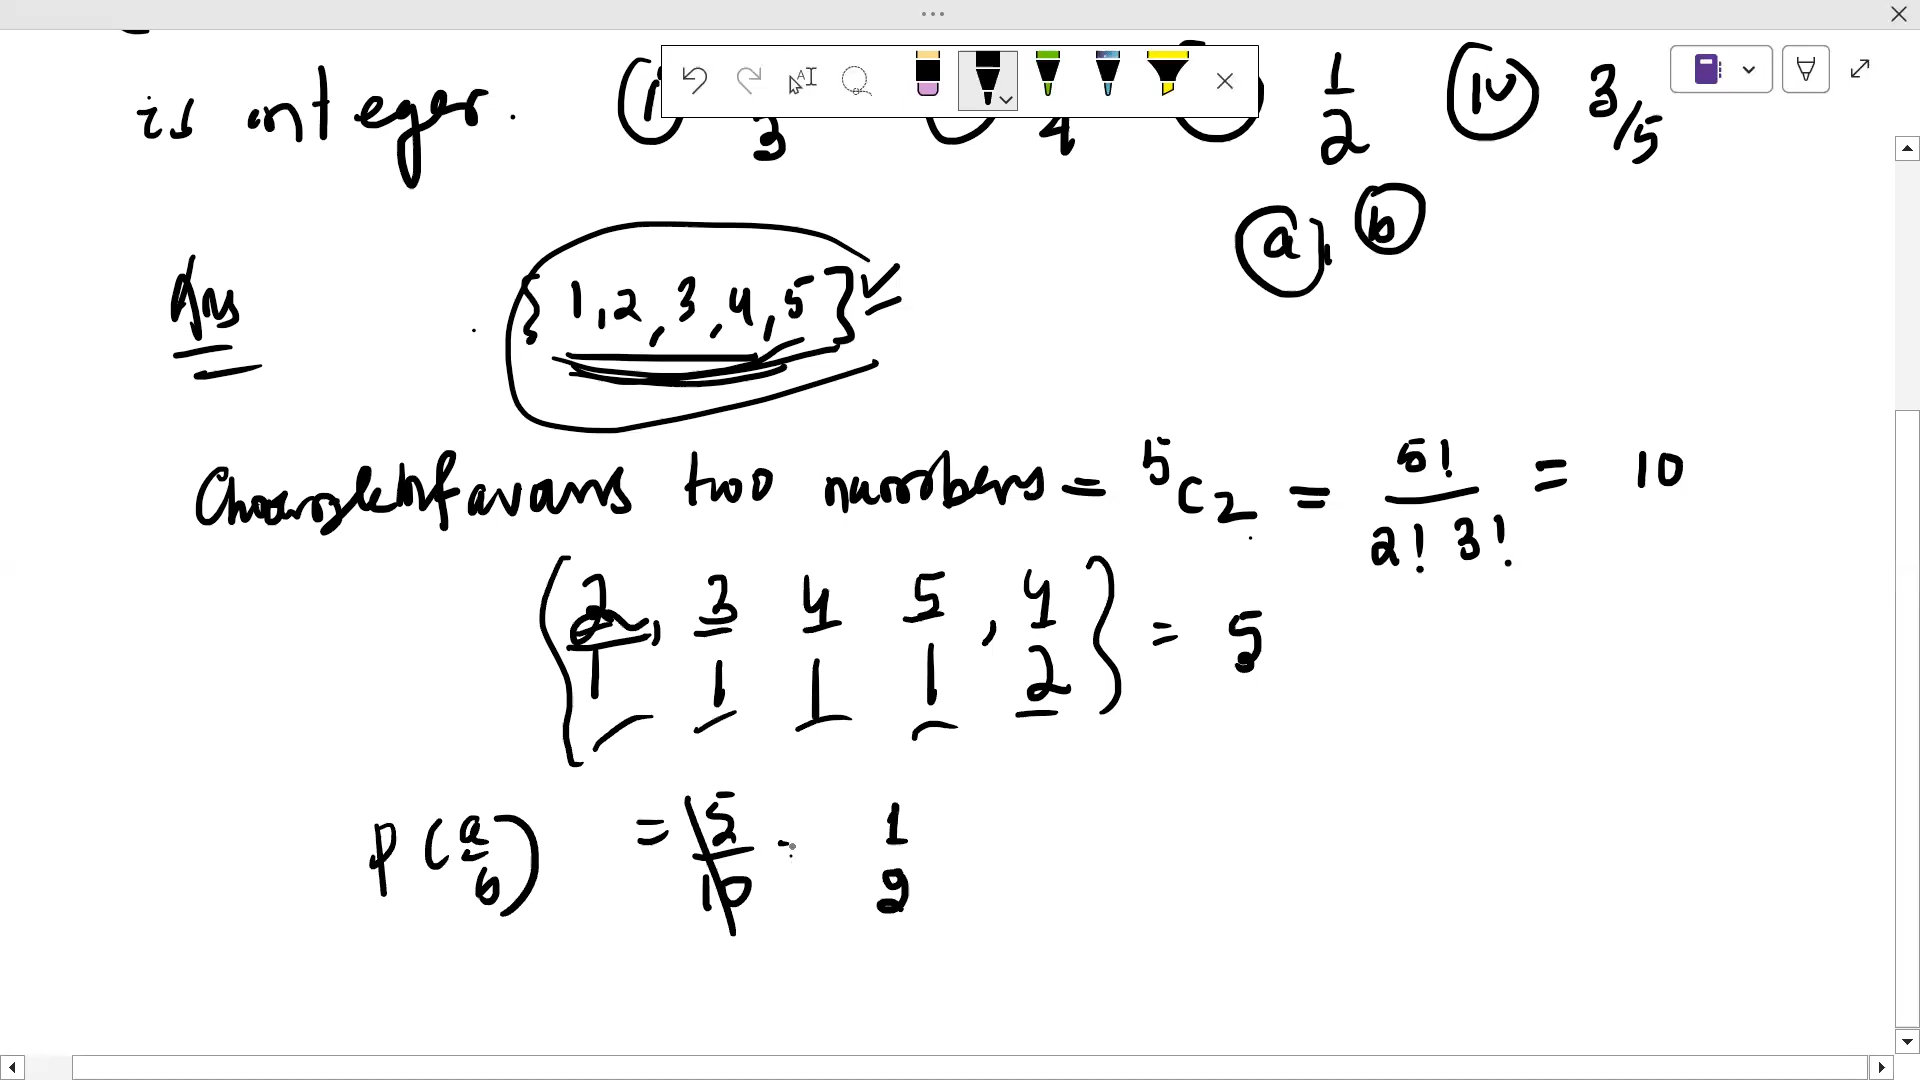 is integer. (i) 3 4 1/2 (iv) 3/5
a, b
Ans {1,2,3,4,5}
two numbers = 5C2 = 5!/2!3! = 10
{2/1, 3/1 4/1 5/1, 4/2} = 5
P(a/b) = 5/10 - 1/2